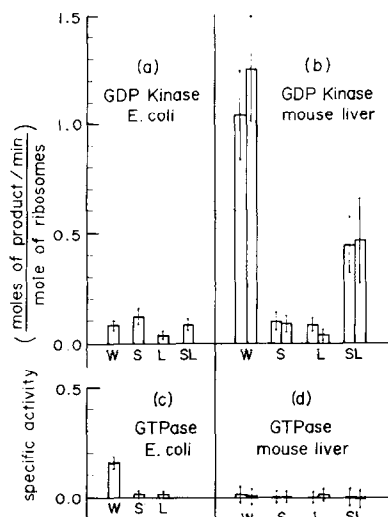 1.5
1.0
0.5
0.0
(a)
GDP Kinase
E. coli
(b)
GDP Kinase
mouse liver
W S L SL
W S L SL
0.5
0.0
(c)
GTPase
E. coli
(d)
GTPase
mouse liver
W S L
W S L SL
specific activity ( moles of product/min
mole of ribosomes )